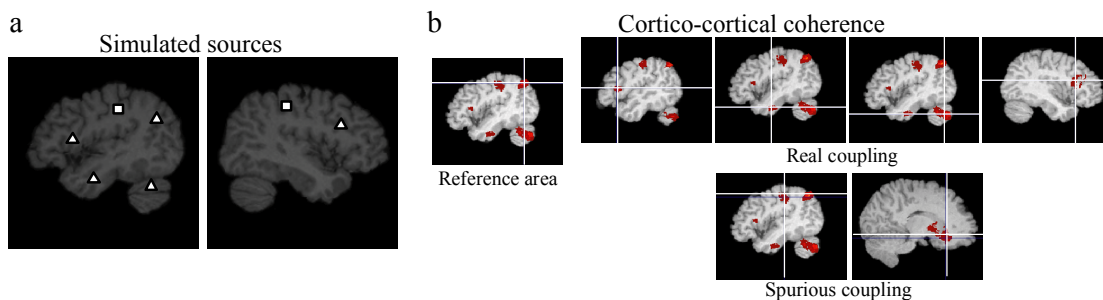 a
Simulated sources
b
Cortico-cortical coherence
Reference area
Real coupling
Spurious coupling